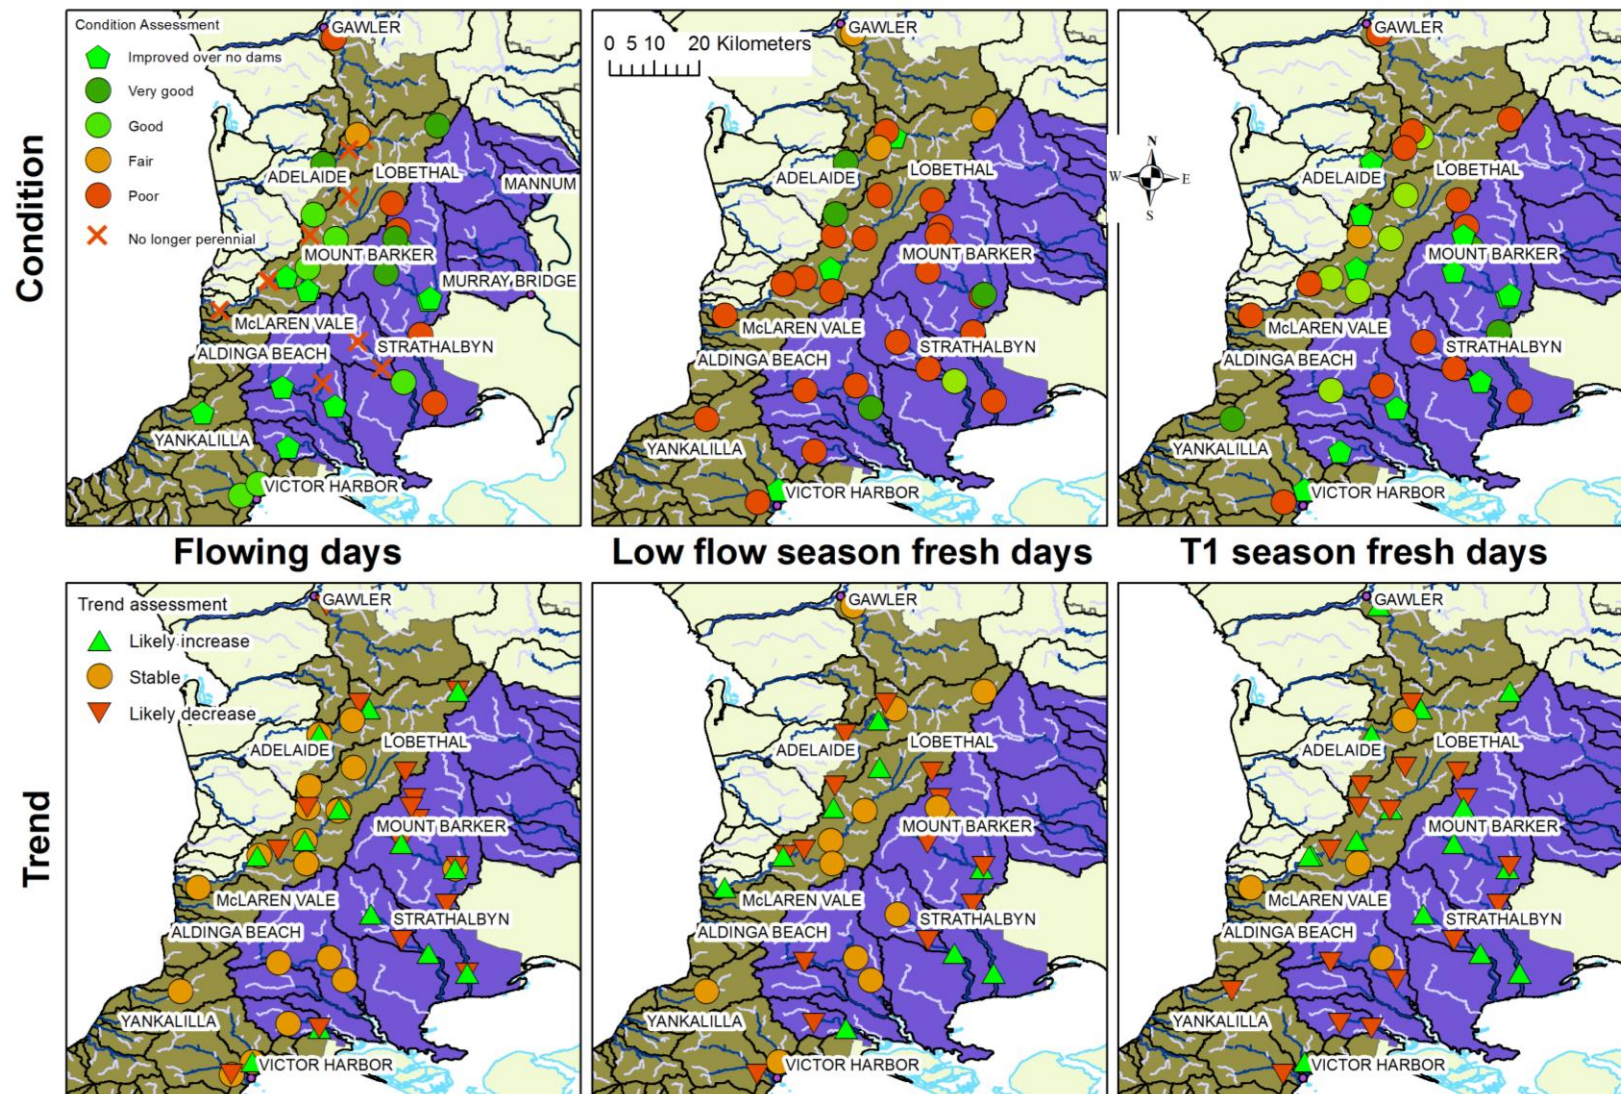 Condition
Condition Assessment
Improved over no dams
Very good
Good
Fair
Poor
No longer perennial
GAWLER
ADELAIDE
LOBETHAL
MANNUM
MOUNT BARKER
MURRAY BRIDGE
McLAREN VALE
ALDINGA BEACH
STRATHALBYN
YANKALILLA
VICTOR HARBOR
GAWLER
0 5 10 20 Kilometers
ADELAIDE
LOBETHAL
MOUNT BARKER
McLAREN VALE
ALDINGA BEACH
STRATHALBYN
YANKALILLA
VICTOR HARBOR
GAWLER
N
W
E
S
ADELAIDE
LOBETHAL
MOUNT BARKER
McLAREN VALE
ALDINGA BEACH
STRATHALBYN
YANKALILLA
VICTOR HARBOR
Flowing days
Low flow season fresh days
T1 season fresh days
Trend
Trend assessment
Likely increase
Stable
Likely decrease
GAWLER
ADELAIDE
LOBETHAL
MOUNT BARKER
McLAREN VALE
ALDINGA BEACH
STRATHALBYN
YANKALILLA
VICTOR HARBOR
GAWLER
ADELAIDE
LOBETHAL
MOUNT BARKER
McLAREN VALE
ALDINGA BEACH
STRATHALBYN
YANKALILLA
VICTOR HARBOR
GAWLER
ADELAIDE
LOBETHAL
MOUNT BARKER
McLAREN VALE
ALDINGA BEACH
STRATHALBYN
YANKALILLA
VICTOR HARBOR